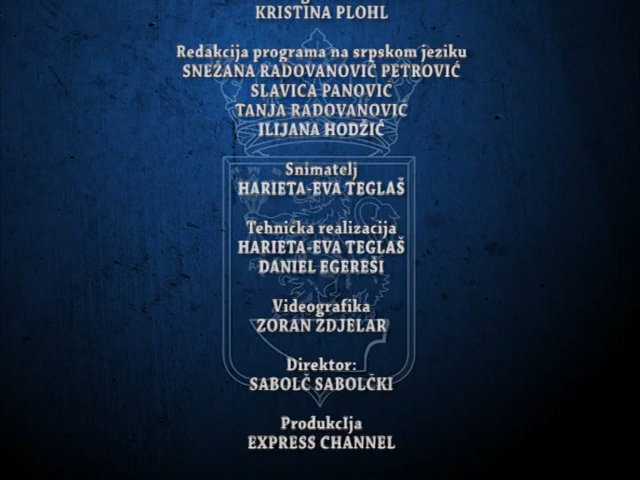 KRISTINA PLOHL
Redakcija programa na srpskom jeziku
SNEŽANA RADOVANOVIĆ PETROVIĆ
SLAVICA PANOVIĆ
TANJA RADOVANOVIĆ
ILIJANA HODŽIĆ
Snimatelj
HARIETA-EVA TEGLAŠ
Tehnička realizacija
HARIETA-EVA TEGLAŠ
DANIEL EGEREŠI
Videografika
ZORAN ZDJELAR
Direktor:
SABOLČ SABOLČKI
ProdukcIja
EXPRESS CHANNEL